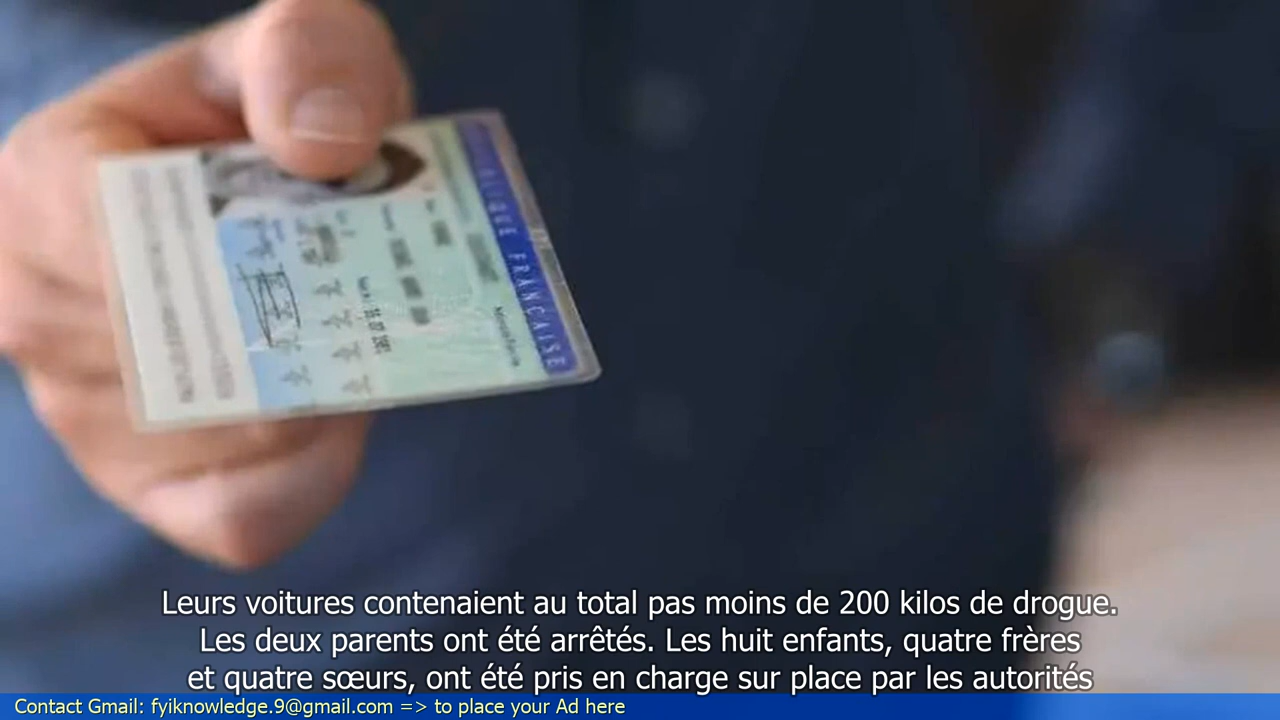 RÉPUBLIQUE FRANÇAISE
Leurs voitures contenaient au total pas moins de 200 kilos de drogue.
Les deux parents ont été arrêtés. Les huit enfants, quatre frères
et quatre sœurs, ont été pris en charge sur place par les autorités
Contact Gmail: fyiknowledge.9@gmail.com => to place your Ad here